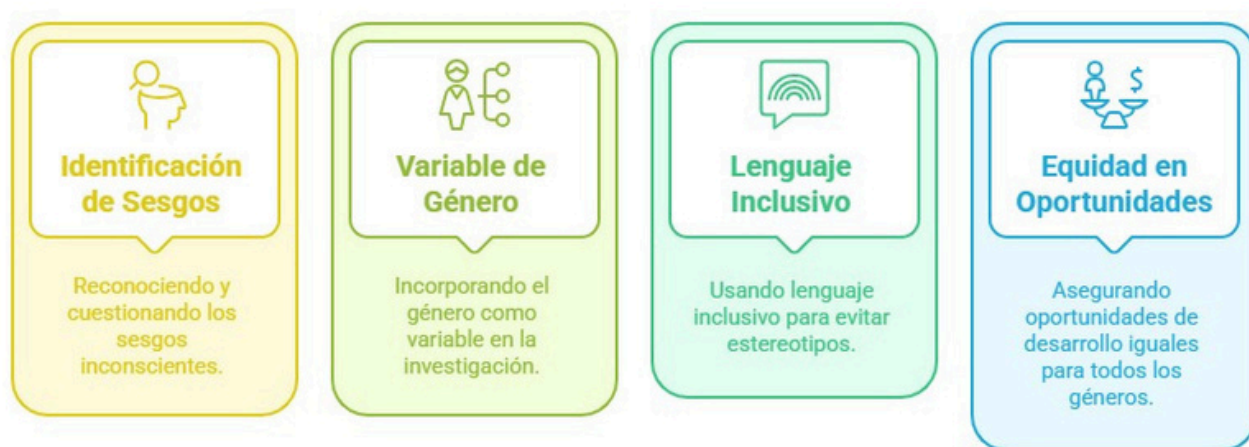 Identificación
de Sesgos
Reconociendo y
cuestionando los
sesgos
inconscientes.
Variable de
Género
Incorporando el
género como
variable en la
investigación.
Lenguaje
Inclusivo
Usando lenguaje
inclusivo para evitar
estereotipos.
$
Equidad en
Oportunidades
Asegurando
oportunidades de
desarrollo iguales
para todos los
géneros.